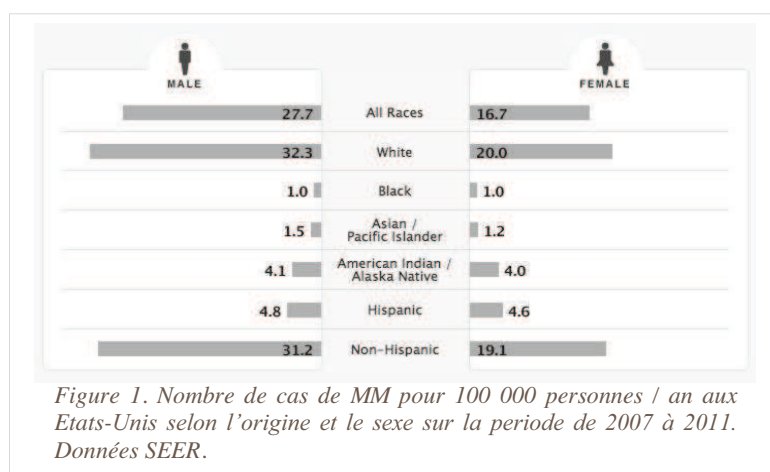 MALE
FEMALE
27.7 All Races 16.7
32.3 White 20.0
1.0 Black 1.0
1.5 Asian / Pacific Islander 1.2
4.1 American Indian / Alaska Native 4.0
4.8 Hispanic 4.6
31.2 Non-Hispanic 19.1
Figure 1. Nombre de cas de MM pour 100 000 personnes / an aux
Etats-Unis selon l’origine et le sexe sur la periode de 2007 à 2011.
Données SEER.